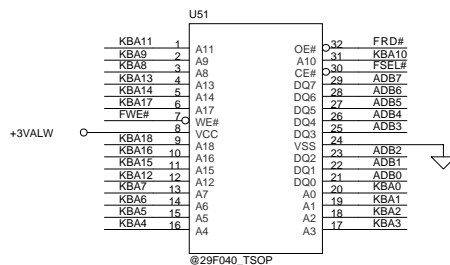 U51
KBA11 1 A11 OE# 32 FRD#
KBA9 2 A9 A10 31 KBA10
KBA8 3 A8 CE# 30 FSEL#
KBA13 4 A13 DQ7 29 ADB7
KBA14 5 A14 DQ6 28 ADB6
KBA17 6 A17 DQ5 27 ADB5
FWE# 7 WE# DQ4 26 ADB4
+3VALW 8 VCC DQ3 25 ADB3
KBA18 9 A18 VSS 24
KBA16 10 A16 DQ2 23 ADB2
KBA15 11 A15 DQ1 22 ADB1
KBA12 12 A12 DQ0 21 ADB0
KBA7 13 A7 A0 20 KBA0
KBA6 14 A6 A1 19 KBA1
KBA5 15 A5 A2 18 KBA2
KBA4 16 A4 A3 17 KBA3
@29F040_TSOP